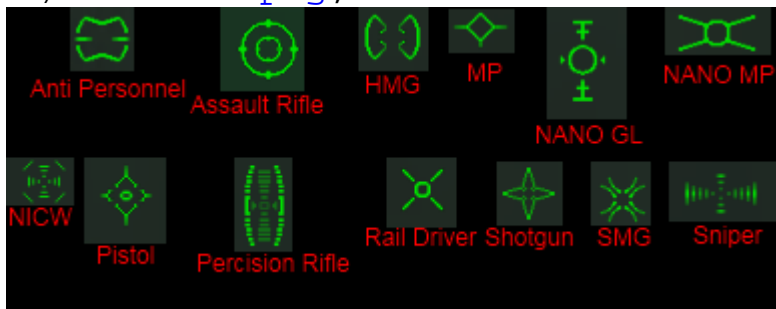 Anti Personnel
Assault Rifle
HMG
MP
NANO GL
NANO MP
NICW
Pistol
Percision Rifle
Rail Driver
Shotgun
SMG
Sniper